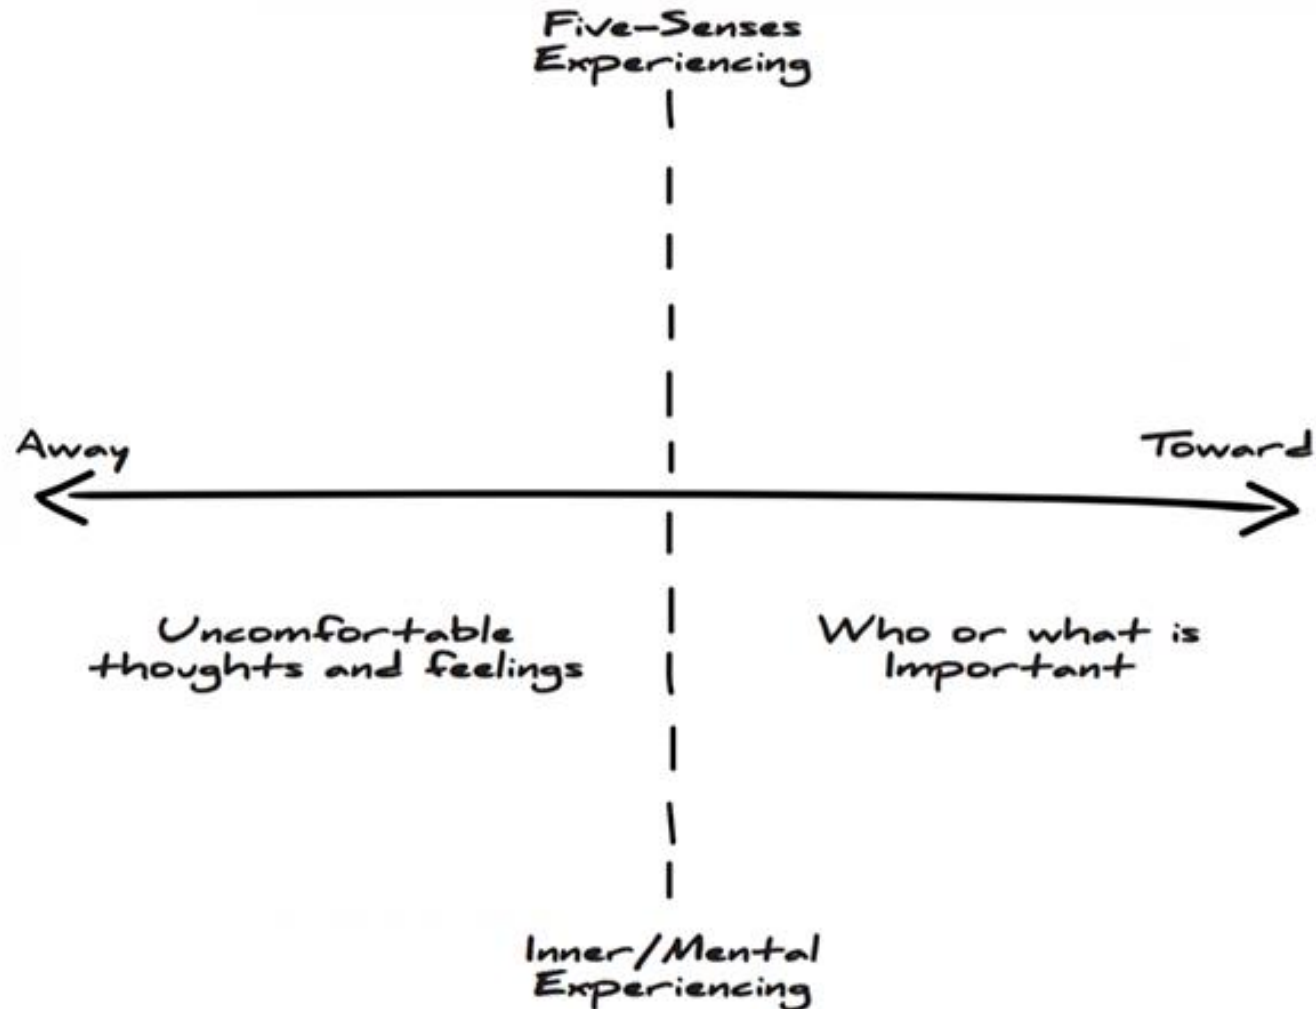 Five-Senses
Experiencing
Away
Toward
Uncomfortable
thoughts and feelings
Who or what is
Important
Inner/Mental
Experiencing